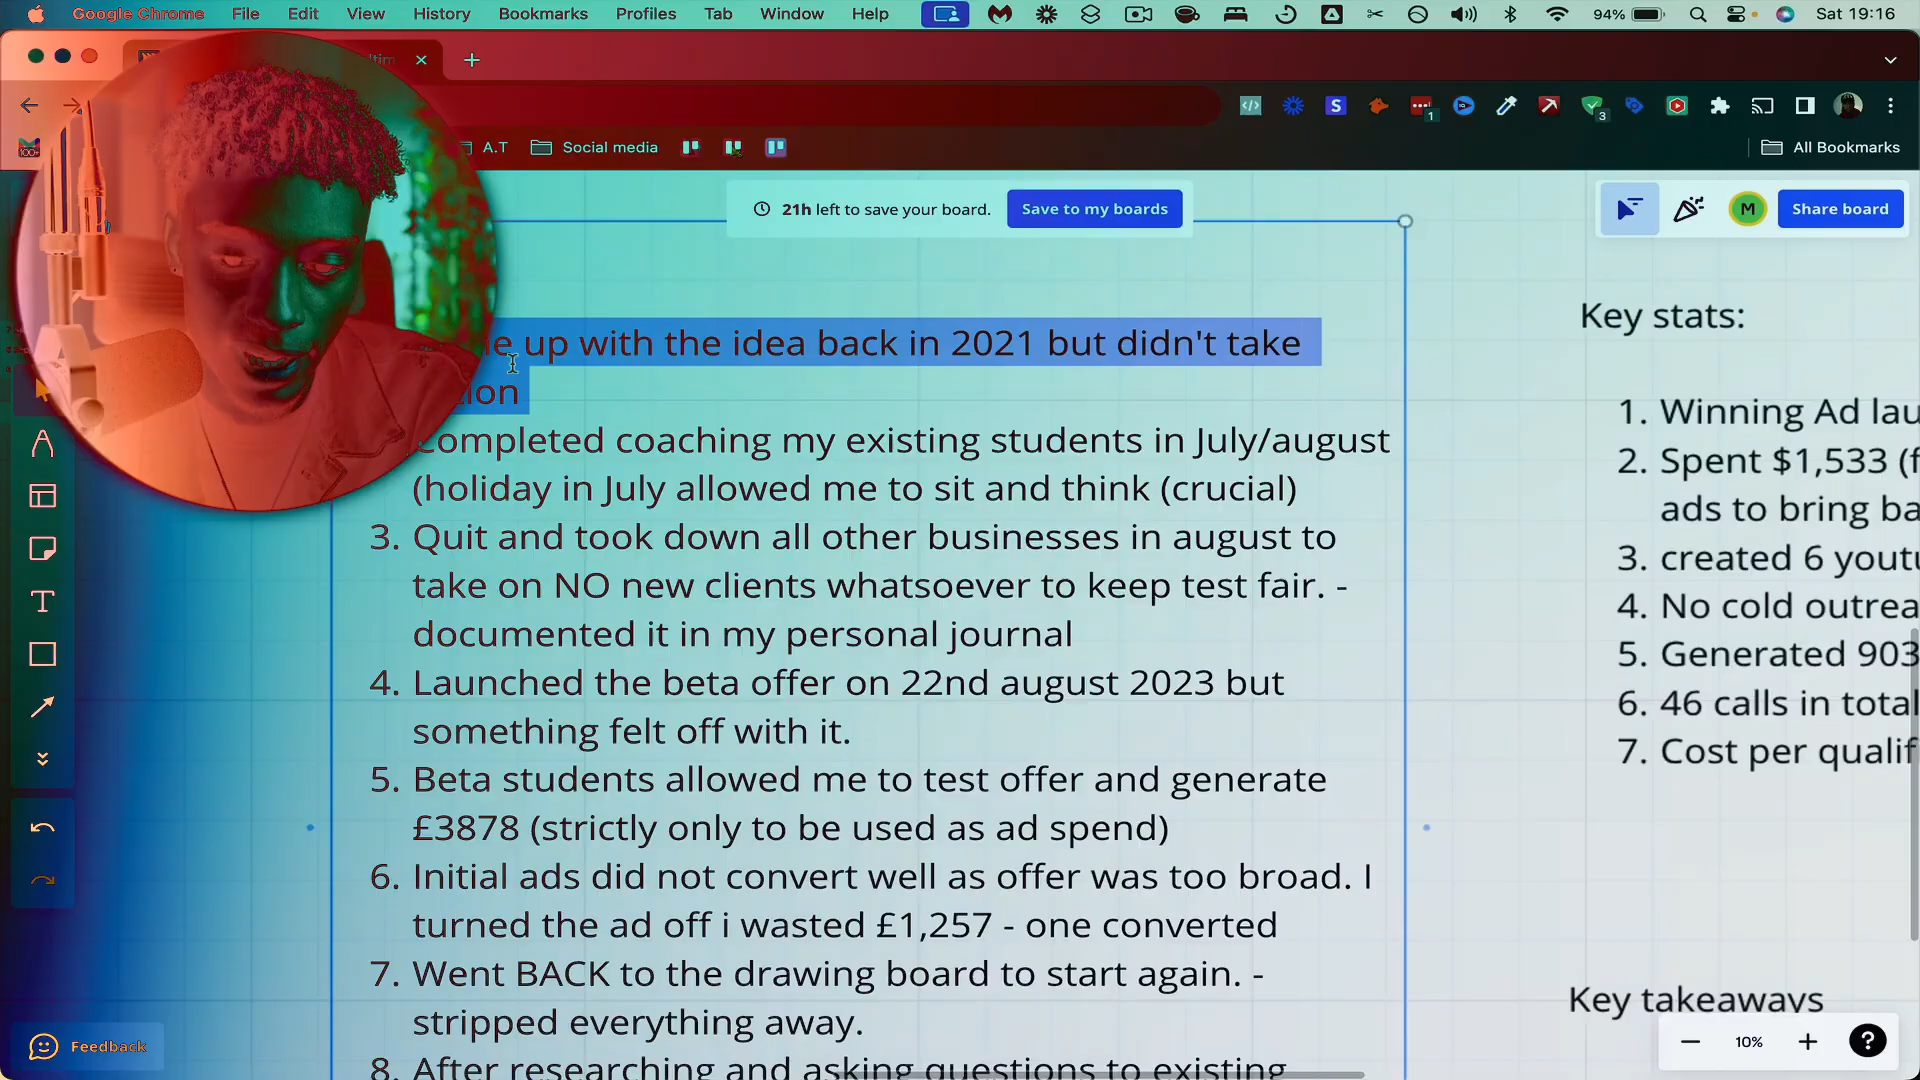 Google Chrome File Edit View History Bookmarks Profiles Tab Window Help 94% Sat 19:16
A.T Social media All Bookmarks
21h left to save your board. Save to my boards
M Share board
up with the idea back in 2021 but didn't take
Completed coaching my existing students in July/august
(holiday in July allowed me to sit and think (crucial)
3. Quit and took down all other businesses in august to
take on NO new clients whatsoever to keep test fair. -
documented it in my personal journal
4. Launched the beta offer on 22nd august 2023 but
something felt off with it.
5. Beta students allowed me to test offer and generate
£3878 (strictly only to be used as ad spend)
6. Initial ads did not convert well as offer was too broad. I
turned the ad off i wasted £1,257 - one converted
7. Went BACK to the drawing board to start again. -
stripped everything away.
8. After researching and asking questions to existing
Key stats:
1. Winning Ad lau
2. Spent $1,533 (f
ads to bring ba
3. created 6 youtu
4. No cold outrea
5. Generated 903
6. 46 calls in total
7. Cost per qualif
Key takeaways
Feedback
10%